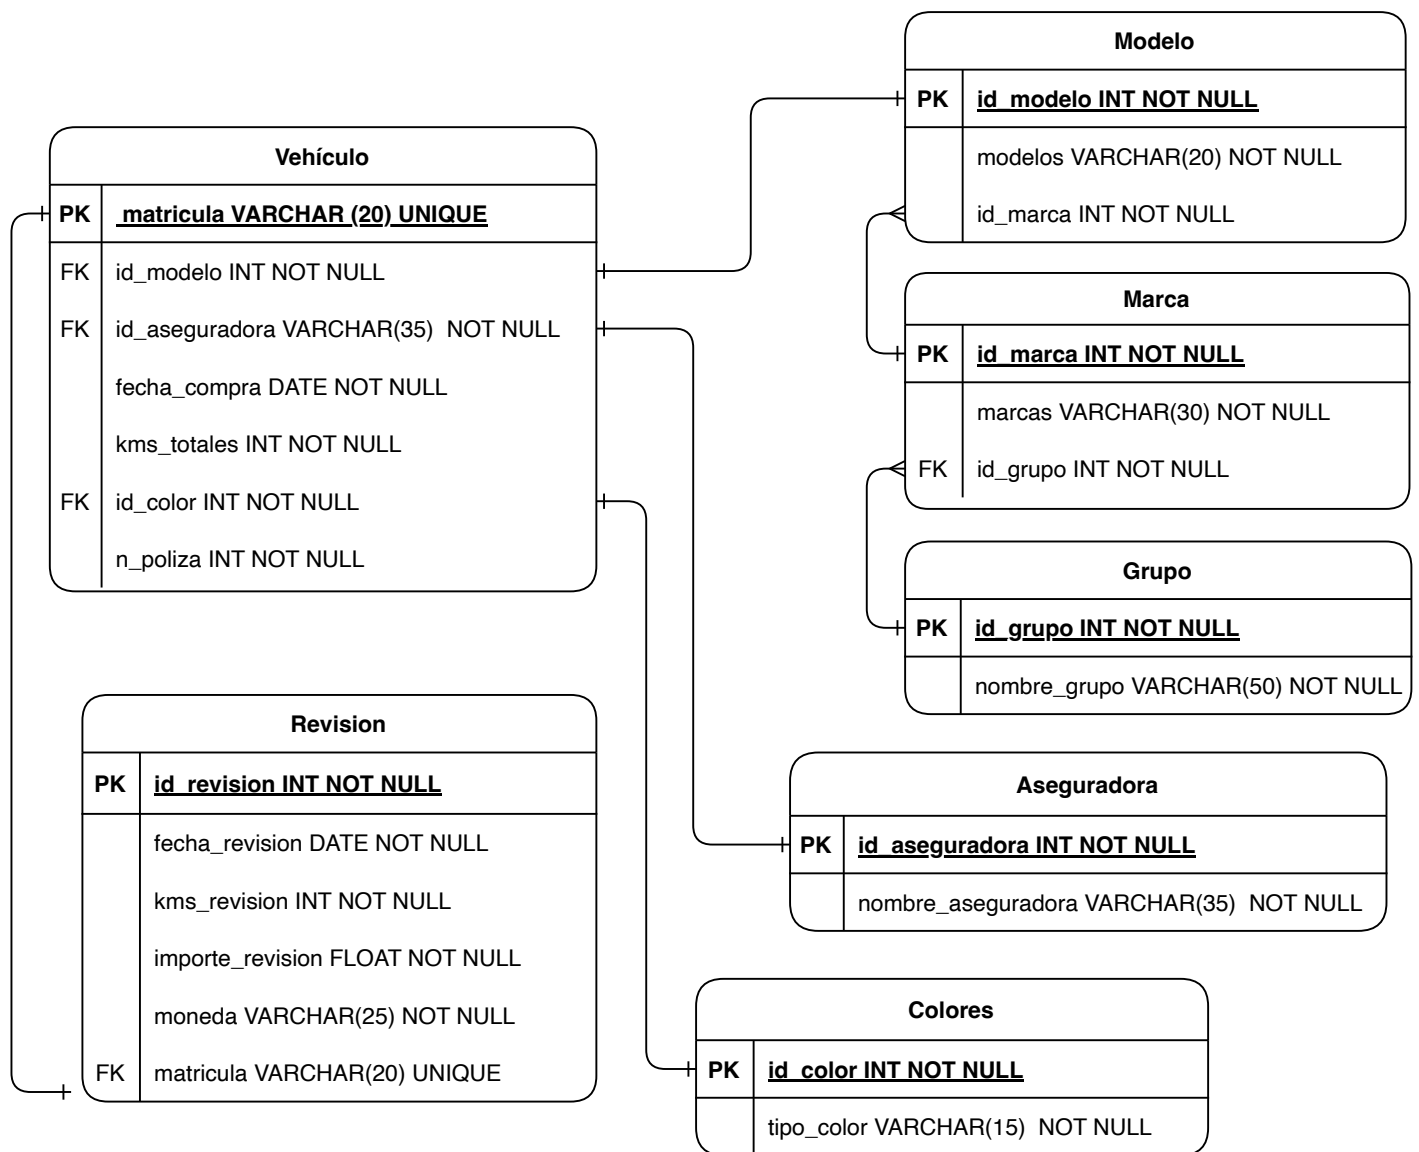 Modelo
PK id_modelo INT NOT NULL
modelos VARCHAR(20) NOT NULL
id_marca INT NOT NULL
Vehículo
PK matricula VARCHAR (20) UNIQUE
FK id_modelo INT NOT NULL
FK id_aseguradora VARCHAR(35) NOT NULL
fecha_compra DATE NOT NULL
kms_totales INT NOT NULL
FK id_color INT NOT NULL
n_poliza INT NOT NULL
Marca
PK id_marca INT NOT NULL
marcas VARCHAR(30) NOT NULL
FK id_grupo INT NOT NULL
Grupo
PK id_grupo INT NOT NULL
nombre_grupo VARCHAR(50) NOT NULL
Revision
PK id_revision INT NOT NULL
fecha_revision DATE NOT NULL
kms_revision INT NOT NULL
importe_revision FLOAT NOT NULL
moneda VARCHAR(25) NOT NULL
FK matricula VARCHAR(20) UNIQUE
Aseguradora
PK id_aseguradora INT NOT NULL
nombre_aseguradora VARCHAR(35) NOT NULL
Colores
PK id_color INT NOT NULL
tipo_color VARCHAR(15) NOT NULL